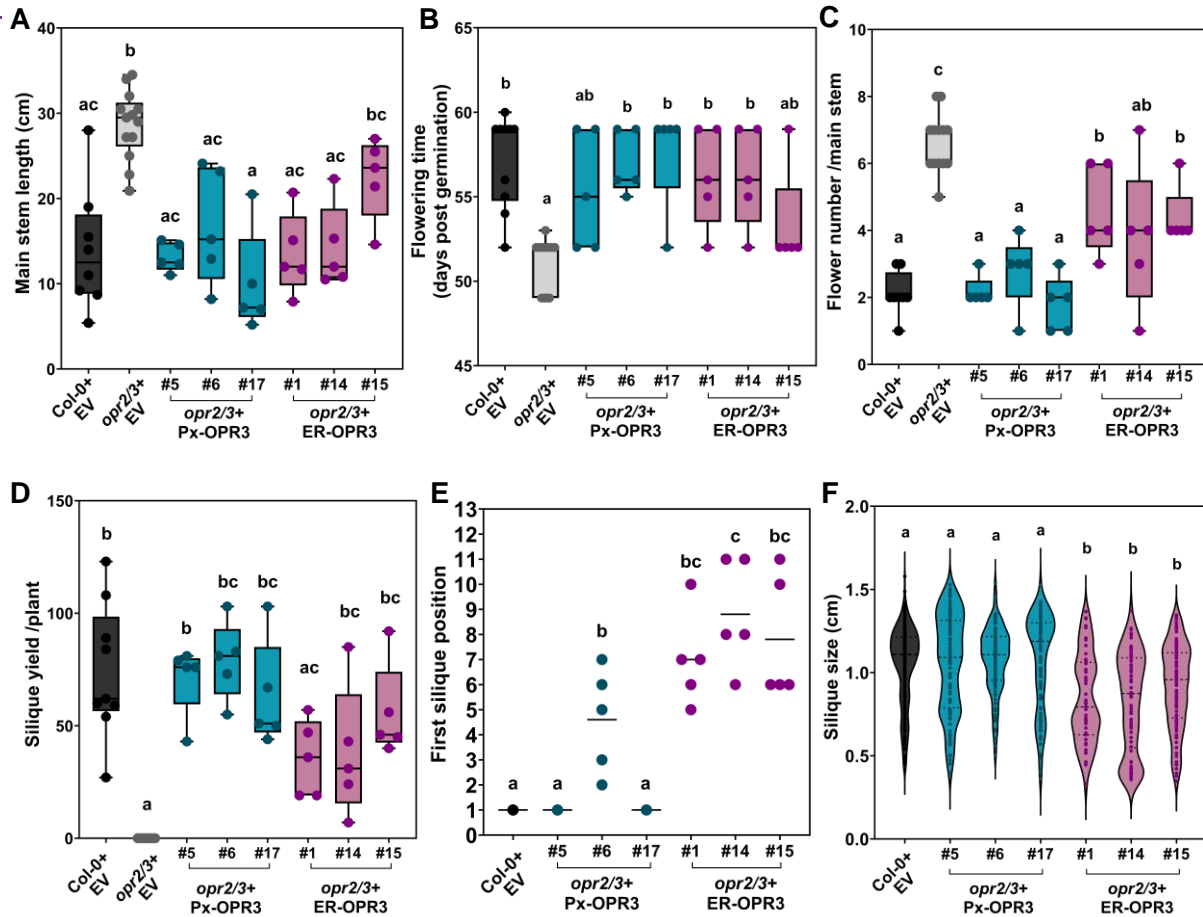 A
Main stem length (cm)
40
30
20
10
0
ac
b
ac
ac
a
ac
ac
bc
Col-0+
EV
opr2/3+
EV
#5
#6
#17
#1
#14
#15
opr2/3+
Px-OPR3
opr2/3+
ER-OPR3
B
Flowering time
(days post germination)
65
60
55
50
45
b
a
ab
b
b
b
b
ab
Col-0+
EV
opr2/3+
EV
#5
#6
#17
#1
#14
#15
opr2/3+
Px-OPR3
opr2/3+
ER-OPR3
C
Flower number /main stem
10
8
6
4
2
0
a
c
a
a
a
b
ab
b
Col-0+
EV
opr2/3+
EV
#5
#6
#17
#1
#14
#15
opr2/3+
Px-OPR3
opr2/3+
ER-OPR3
D
Silique yield /plant
150
100
50
0
b
a
b
bc
bc
ac
bc
bc
Col-0+
EV
opr2/3+
EV
#5
#6
#17
#1
#14
#15
opr2/3+
Px-OPR3
opr2/3+
ER-OPR3
E
First silique position
13
12
11
10
9
8
7
6
5
4
3
2
1
0
a
a
b
a
bc
c
bc
Col-0+
EV
#5
#6
#17
#1
#14
#15
opr2/3+
Px-OPR3
opr2/3+
ER-OPR3
F
Silique size (cm)
2.0
1.5
1.0
0.5
0.0
a
a
a
a
b
b
b
Col-0+
EV
#5
#6
#17
#1
#14
#15
opr2/3+
Px-OPR3
opr2/3+
ER-OPR3